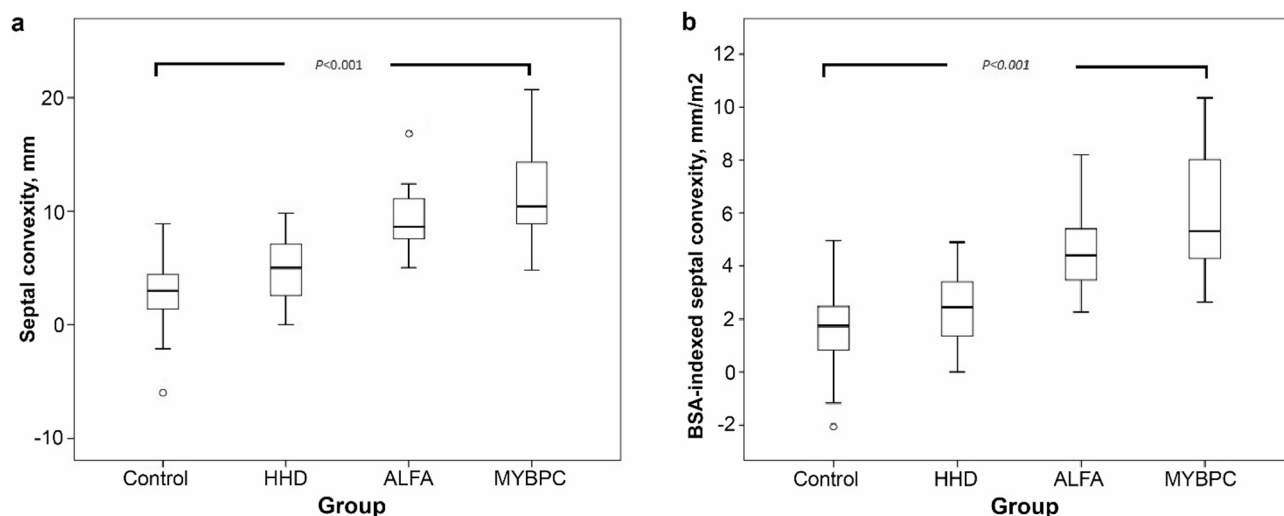 a
P<0.001
20
10
0
-10
Septal convexity, mm
Control HHD ALFA MYBPC
Group
b
P<0.001
12
10
8
6
4
2
0
-2
BSA-indexed septal convexity, mm/m2
Control HHD ALFA MYBPC
Group